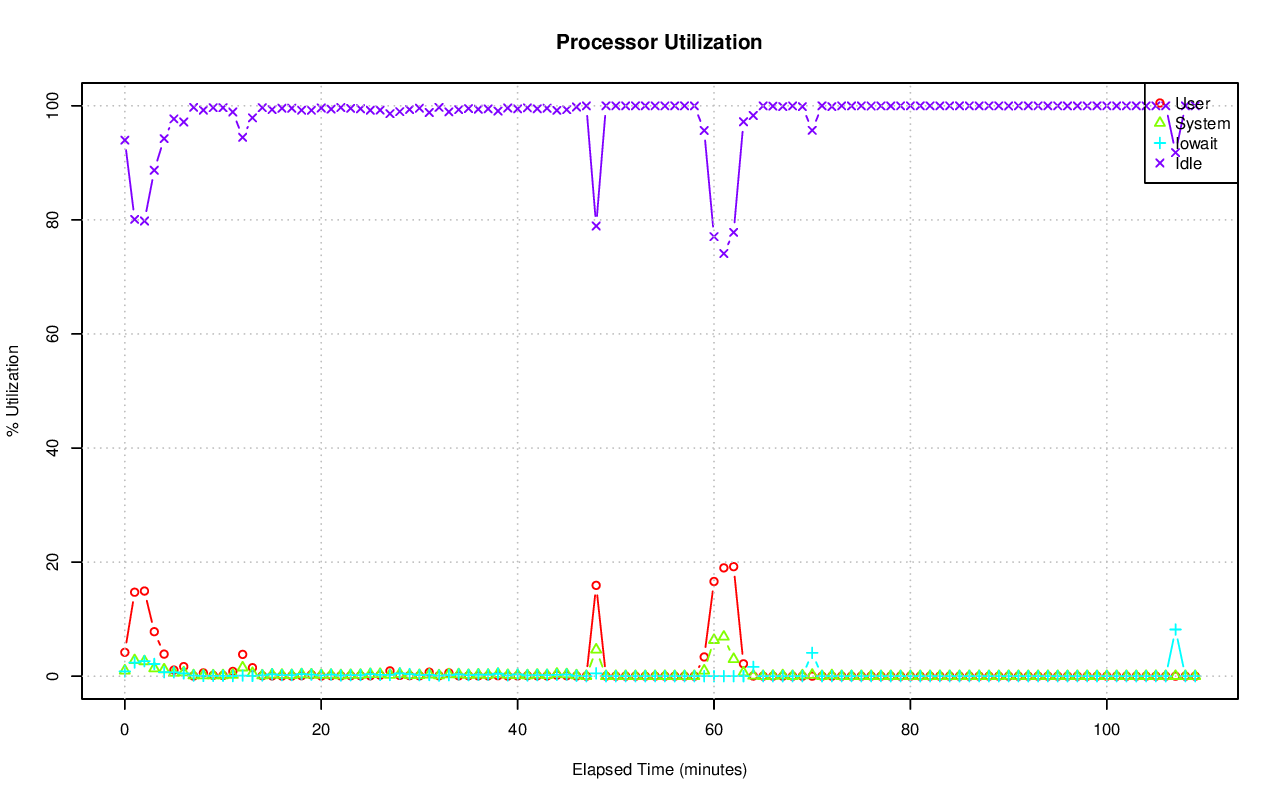 Processor Utilization
% Utilization
100
80
60
40
20
0
User
System
Iowait
Idle
0 20 40 60 80 100
Elapsed Time (minutes)